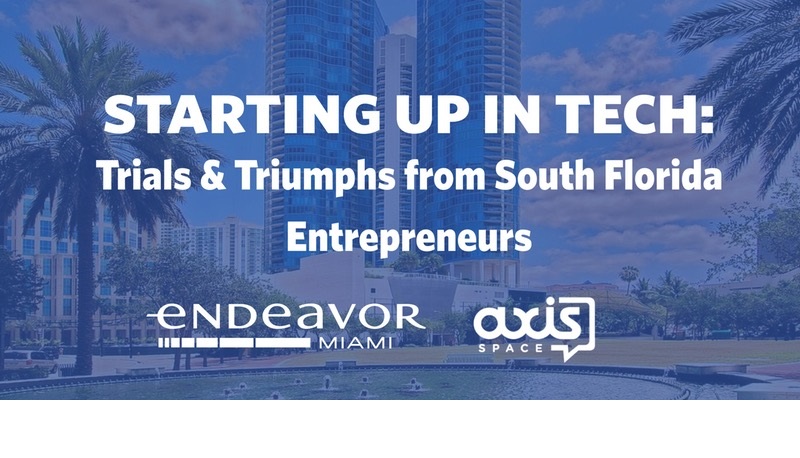 STARTING UP IN TECH:
Trials & Triumphs from South Florida
Entrepreneurs
enDeavor
MIAMI
axis
SPACE